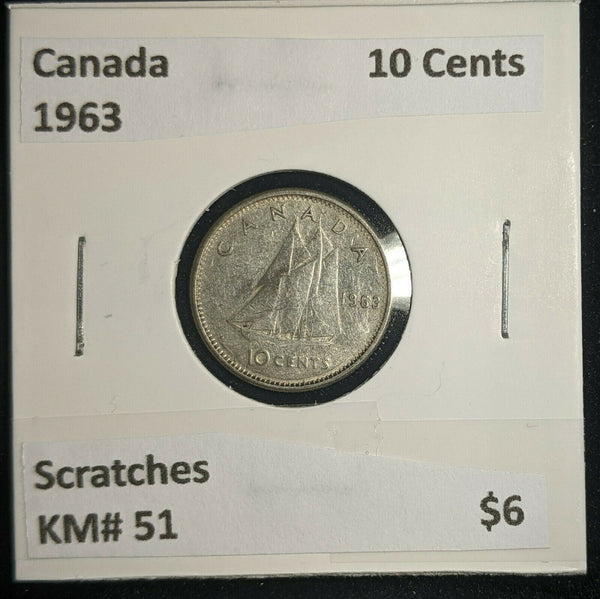 Canada 10 Cents
1963
CANADA
1963
10 CENTS
Scratches
KM# 51 $6